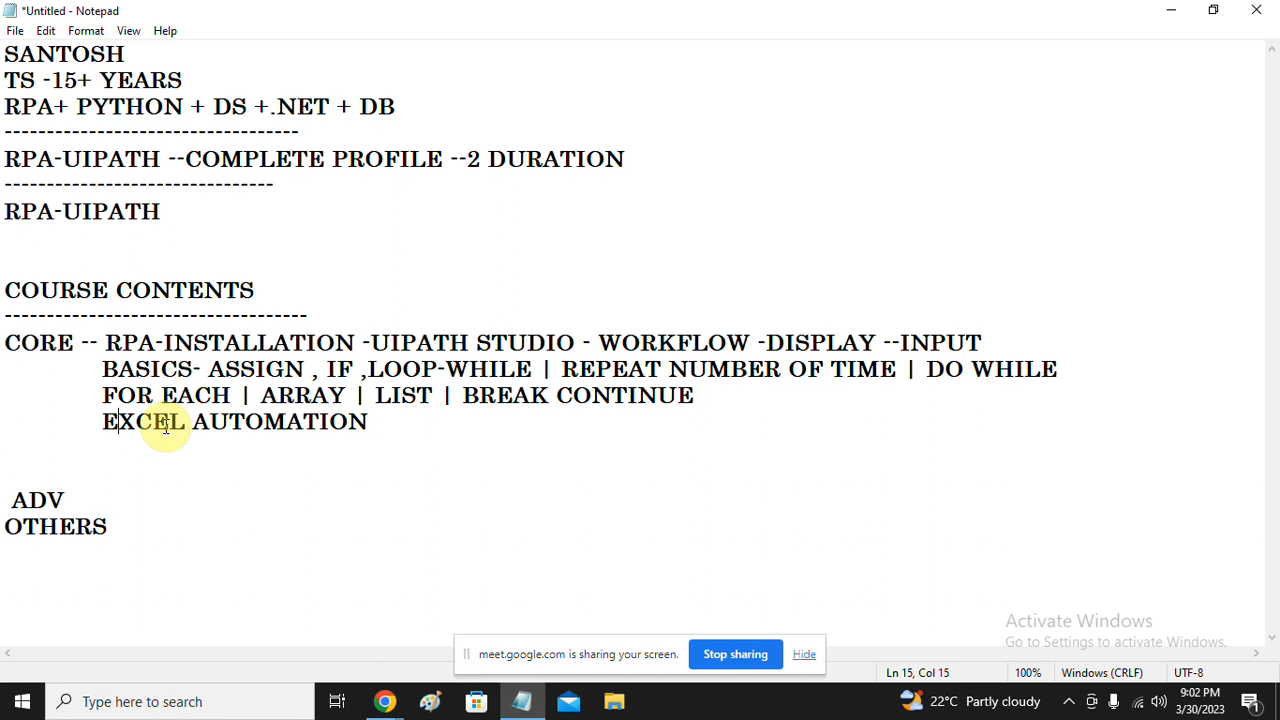 *Untitled - Notepad
File Edit Format View Help
SANTOSH
TS -15+ YEARS
RPA+ PYTHON + DS +.NET + DB
-----------------------------------
RPA-UIPATH --COMPLETE PROFILE --2 DURATION
--------------------------------
RPA-UIPATH
COURSE CONTENTS
------------------------------------
CORE -- RPA-INSTALLATION -UIPATH STUDIO - WORKFLOW -DISPLAY --INPUT
BASICS- ASSIGN , IF ,LOOP-WHILE | REPEAT NUMBER OF TIME | DO WHILE
FOR EACH | ARRAY | LIST | BREAK CONTINUE
EXCEL AUTOMATION
ADV
OTHERS
Activate Windows
Go to Settings to activate Windows.
meet.google.com is sharing your screen. Stop sharing Hide
Ln 15, Col 15 100% Windows (CRLF) UTF-8
Type here to search 22°C Partly cloudy 9:02 PM
3/30/2023 1